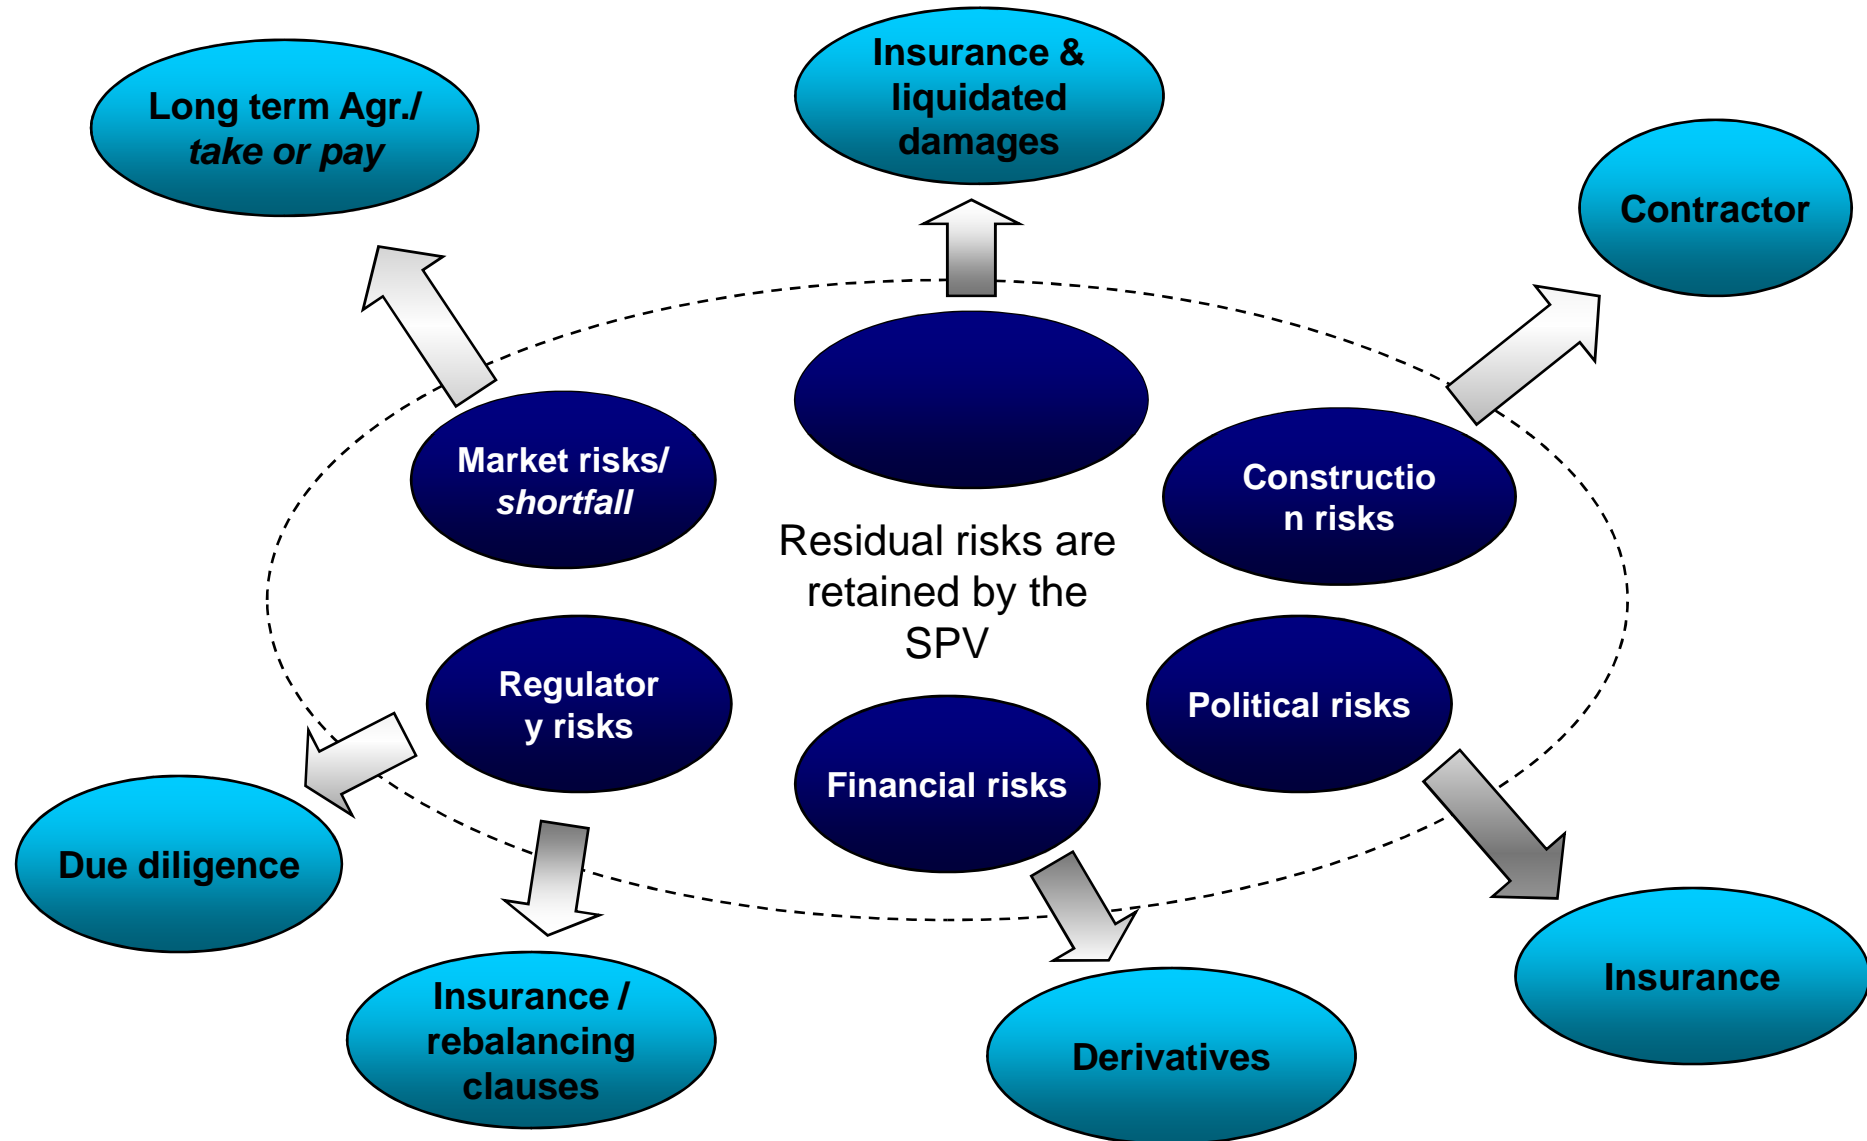 Insurance &
liquidated
damages
Long term Agr./
take or pay
Contractor
Market risks/
shortfall
Constructio
n risks
Residual risks are
retained by the
SPV
Regulator
y risks
Political risks
Financial risks
Due diligence
Insurance /
rebalancing
clauses
Derivatives
Insurance